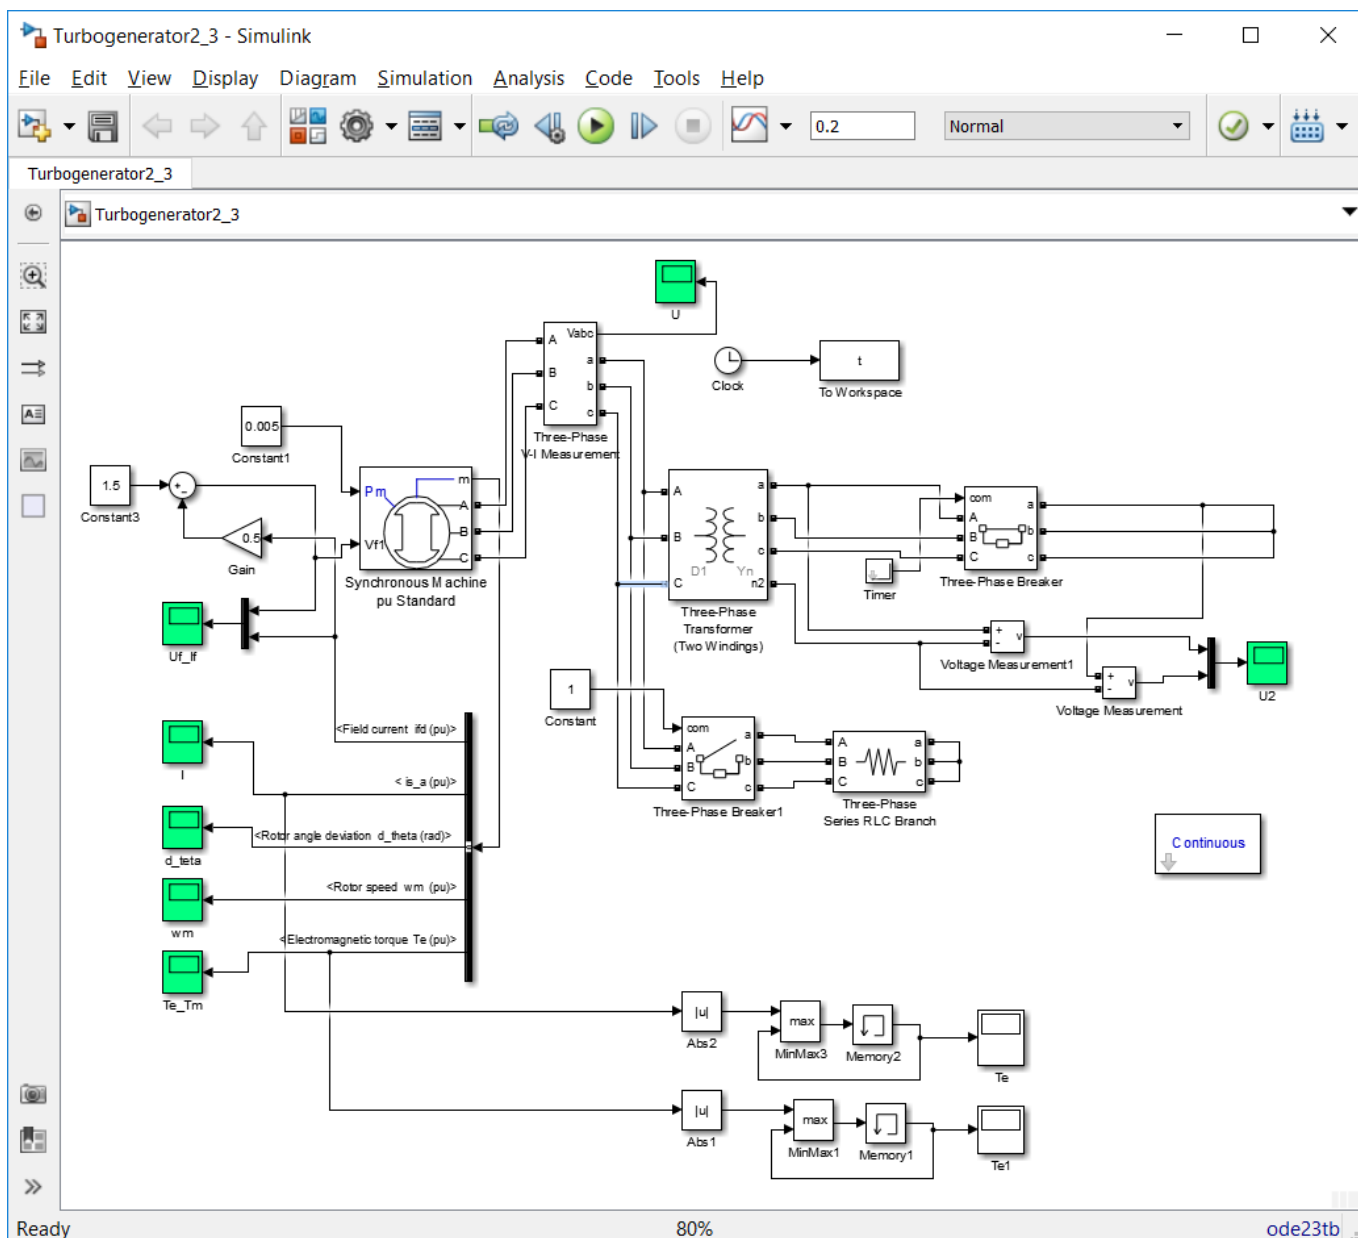 Turbogenerator2_3 - Simulink
File Edit View Display Diagram Simulation Analysis Code Tools Help
0.2 Normal
Turbogenerator2_3
Turbogenerator2_3
U
Vabc
A a
B b
C c
Three-Phase
V-I Measurement
Clock
t
To Workspace
0.005
Constant1
1.5
Constant3
+
-
0.5
Gain
Pm
m
A
B
Vf1
C
Synchronous Machine
pu Standard
A a
b
B c
D1 Yn
C n2
Three-Phase
Transformer
(Two Windings)
com a
A
B b
C c
Three-Phase Breaker
Timer
+
- v
Voltage Measurement1
+
- v
Voltage Measurement
U2
Uf_If
1
Constant
com a
A
B b
C c
Three-Phase Breaker1
A a
B b
C c
Three-Phase
Series RLC Branch
<Field current ifd (pu)>
I
< is_a (pu)>
<Rotor angle deviation d_theta (rad)>
d_teta
<Rotor speed wm (pu)>
wm
<Electromagnetic torque Te (pu)>
Te_Tm
Continuous
|u|
Abs2
max
MinMax3
Memory2
Te
|u|
Abs1
max
MinMax1
Memory1
Te1
Ready 80% ode23tb